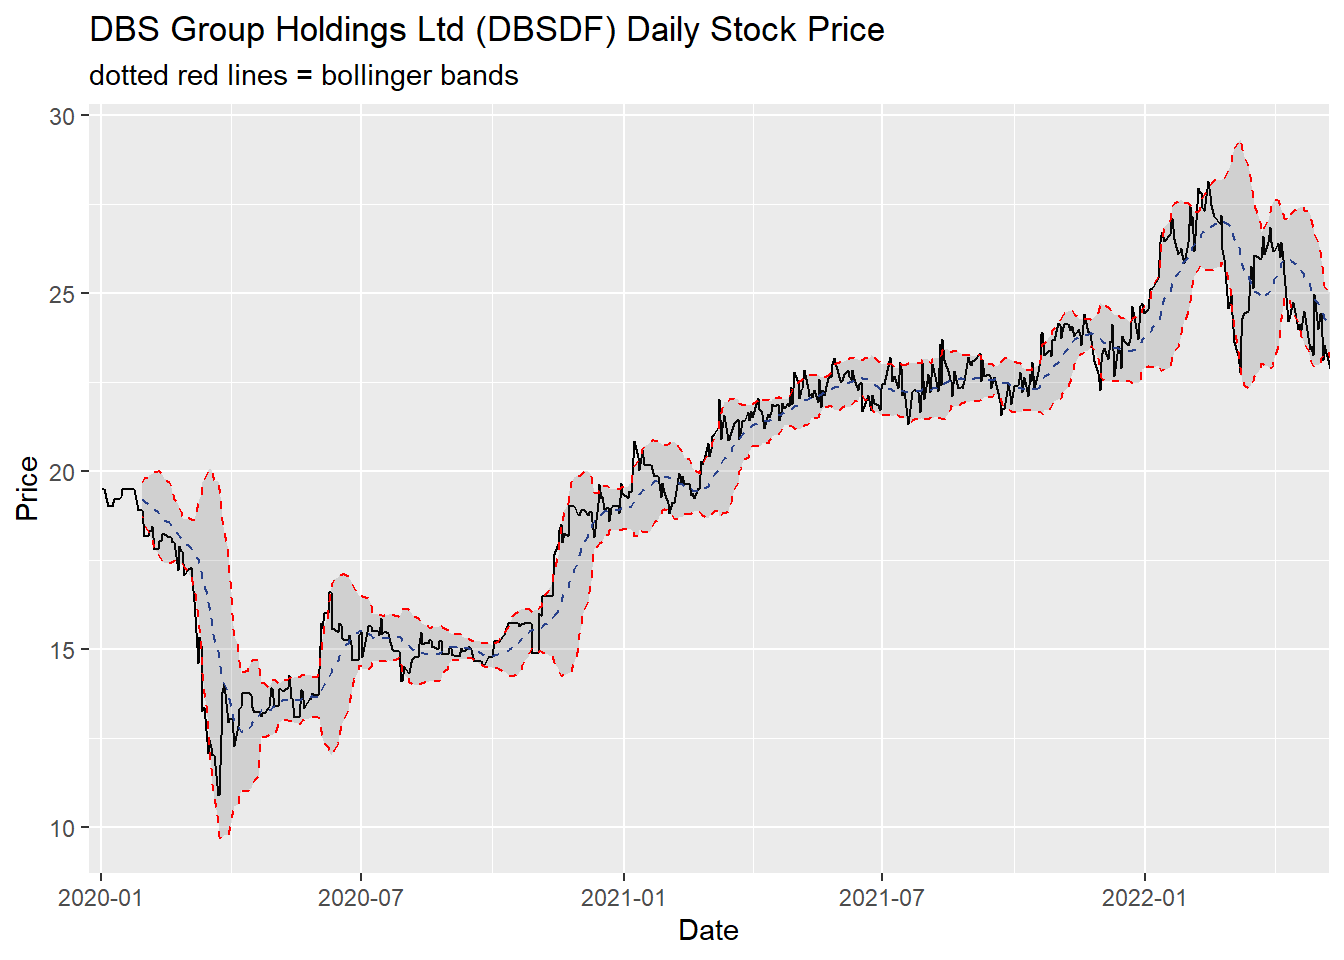 DBS Group Holdings Ltd (DBSDF) Daily Stock Price
dotted red lines = bollinger bands
30
25
20
15
10
Price
2020-01 2020-07 2021-01 2021-07 2022-01
Date